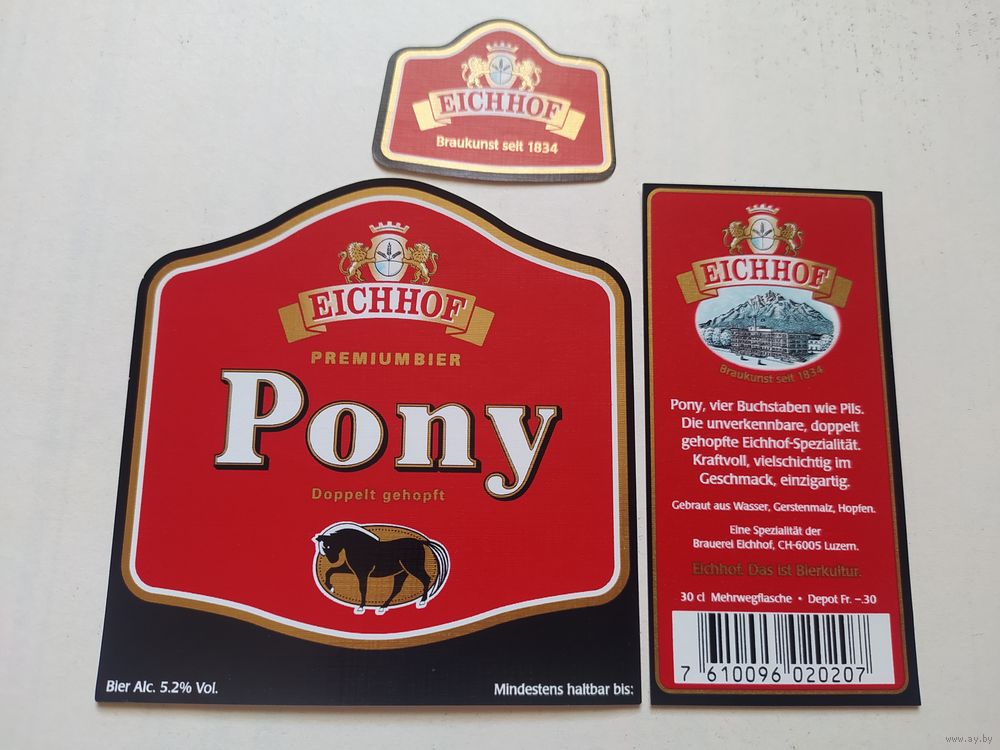 EICHHOF
Braukunst seit 1834
EICHHOF
PREMIUMBIER
Pony
Doppelt gehopft
Bier Alc. 5.2% Vol.
Mindestens haltbar bis:
EICHHOF
Braukunst seit 1834
Pony, vier Buchstaben wie Pils.
Die unverkennbare, doppelt
gehopfte Eichhof-Spezialität.
Kraftvoll, vielschichtig im
Geschmack, einzigartig.
Gebraut aus Wasser, Gerstenmalz, Hopfen.
Eine Spezialität der
Brauerei Eichhof, CH-6005 Luzern.
Eichhof. Das ist Bierkultur.
30 cl Mehrwegflasche • Depot Fr. –.30
7 610096 020207
www.ay.by